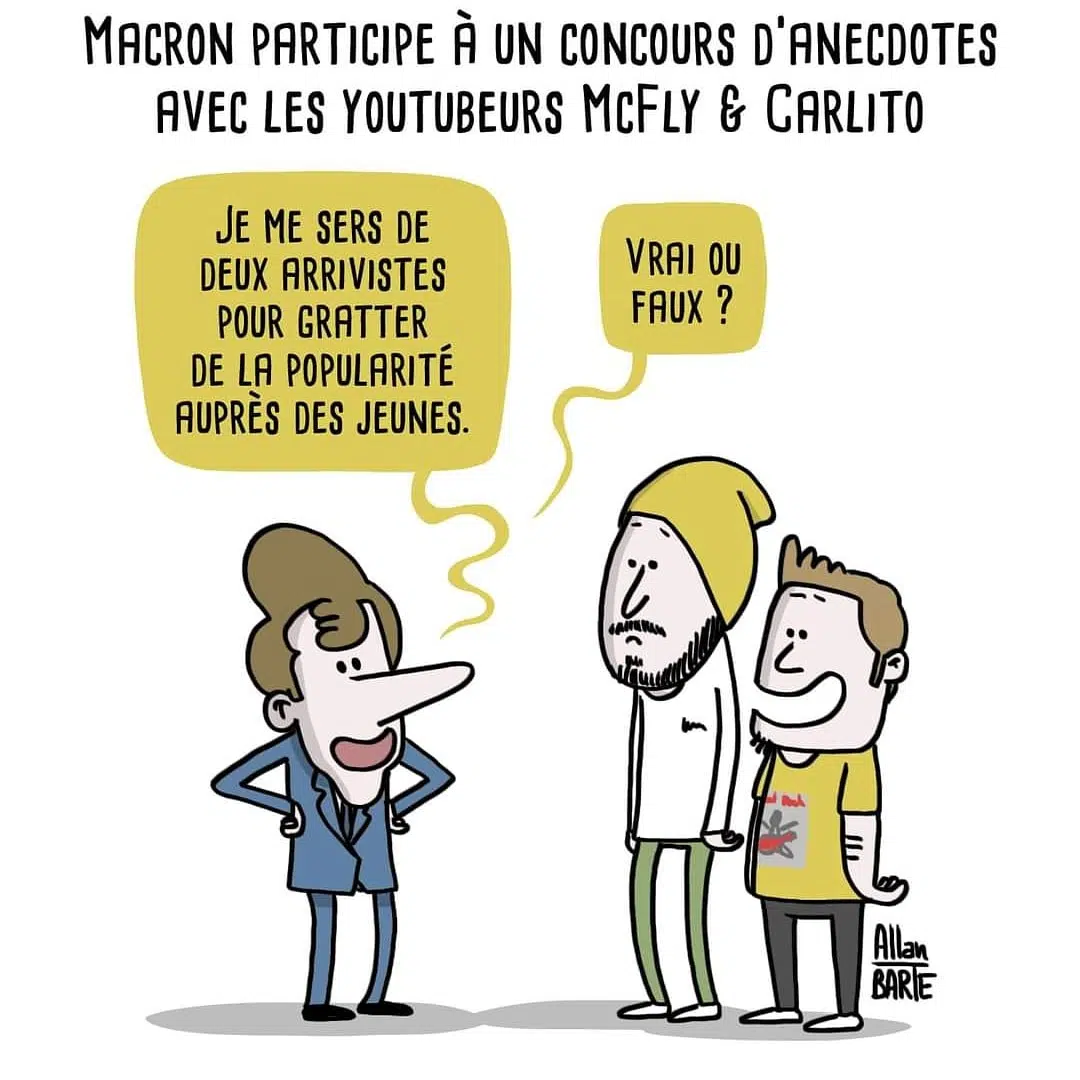 MACRON PARTICIPE À UN CONCOURS D'ANECDOTES
AVEC LES YOUTUBEURS MCFLY & CARLITO
JE ME SERS DE
DEUX ARRIVISTES
POUR GRATTER
DE LA POPULARITÉ
AUPRÈS DES JEUNES.
VRAI OU
FAUX ?
Allan
BARTE